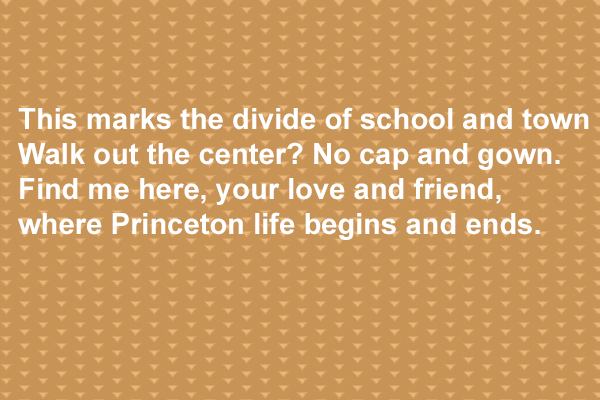 This marks the divide of school and town
Walk out the center? No cap and gown.
Find me here, your love and friend,
where Princeton life begins and ends.